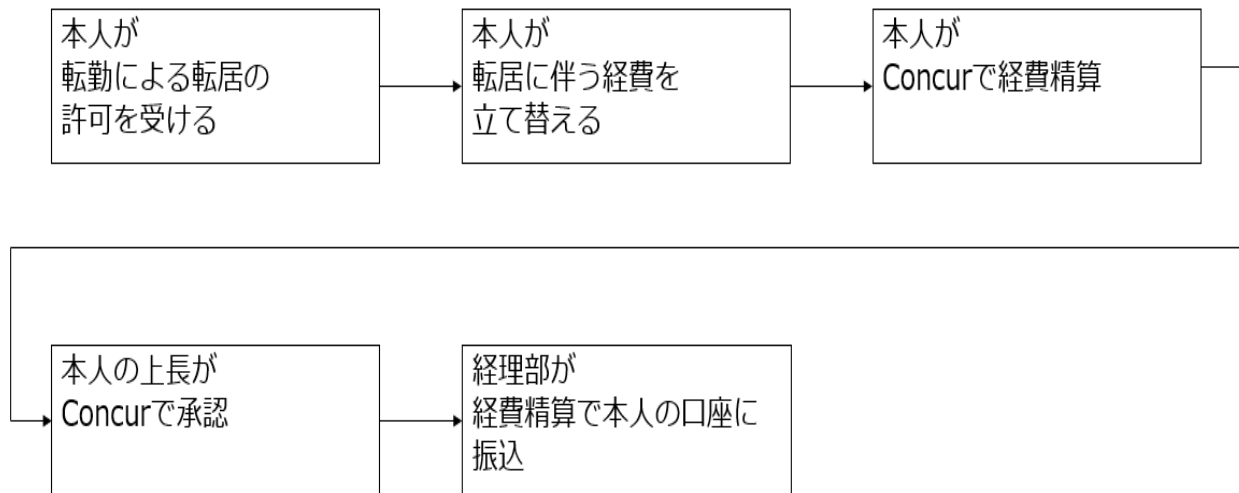 本人が
転勤による転居の
許可を受ける
本人が
転居に伴う経費を
立て替える
本人が
Concurで経費精算
本人の上長が
Concurで承認
経理部が
経費精算で本人の口座に
振込